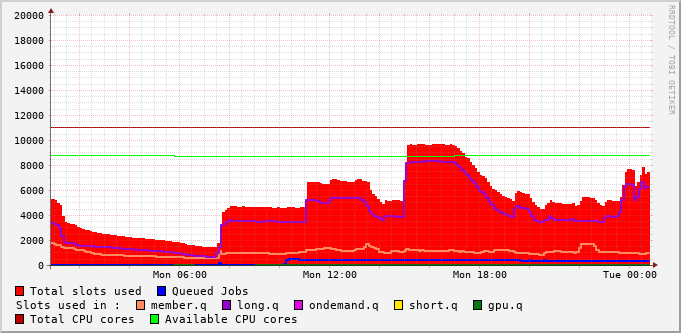 RRDTOOL / TOBI OETIKER
20000
18000
16000
14000
12000
10000
8000
6000
4000
2000
0
Mon 06:00 Mon 12:00 Mon 18:00 Tue 00:00
Total slots used Queued Jobs
Slots used in : member.q long.q ondemand.q short.q gpu.q
Total CPU cores Available CPU cores